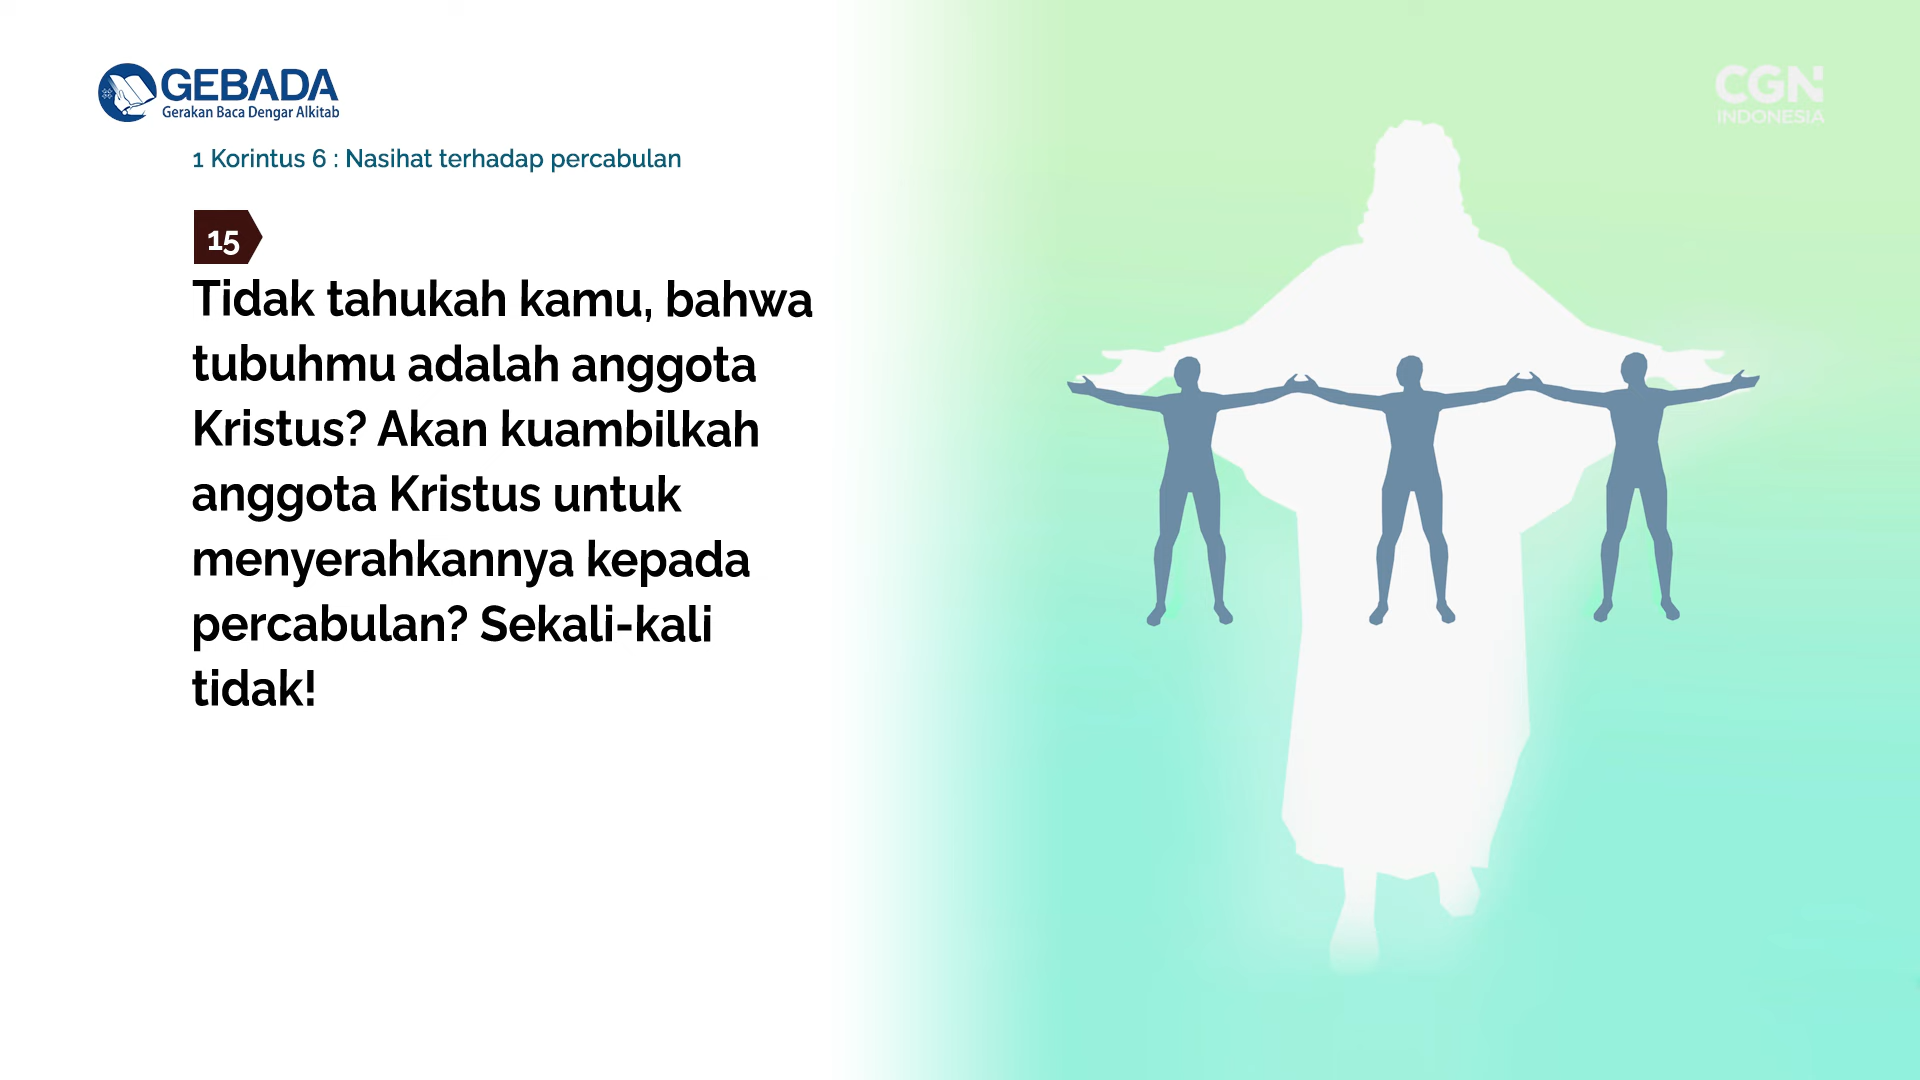 GEBADA
Gerakan Baca Dengar Alkitab
CGN
INDONESIA
1 Korintus 6 : Nasihat terhadap percabulan
15
Tidak tahukah kamu, bahwa
tubuhmu adalah anggota
Kristus? Akan kuambilkah
anggota Kristus untuk
menyerahkannya kepada
percabulan? Sekali-kali
tidak!